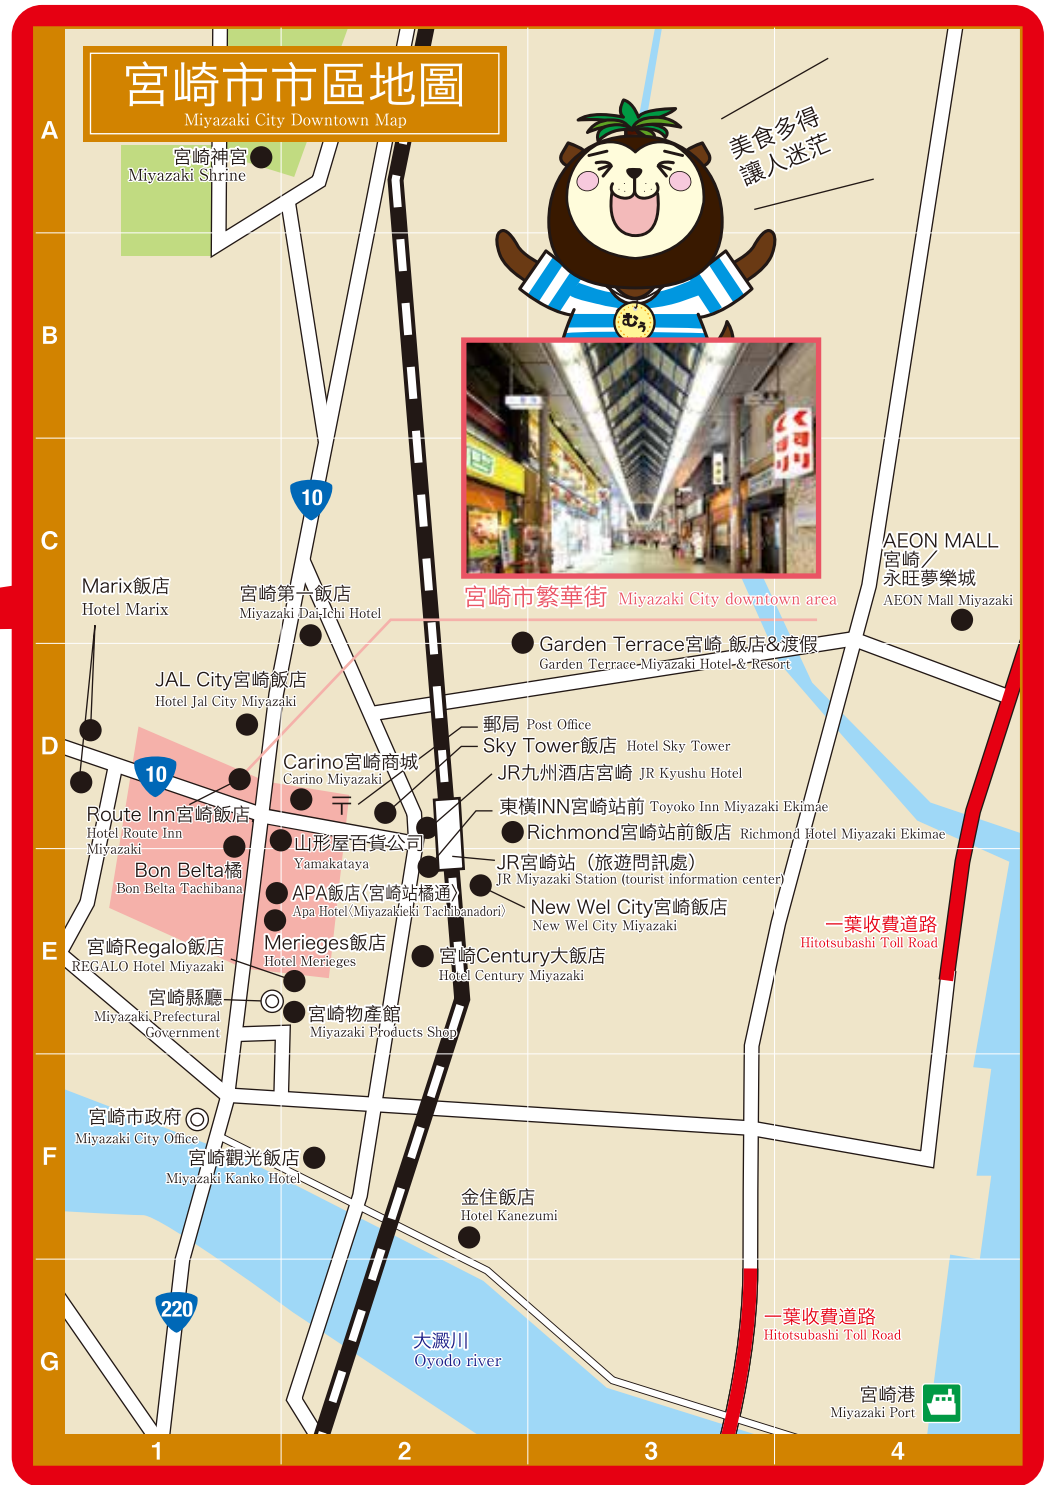 宮崎市市區地圖
Miyazaki City Downtown Map
A
宮崎神宮
Miyazaki Shrine
美食多得
讓人迷茫
むぅ
B
くすり
くすり
10
C
AEON MALL
宮崎／
永旺夢樂城
AEON Mall Miyazaki
宮崎市繁華街 Miyazaki City downtown area
Marix飯店
Hotel Marix
宮崎第一飯店
Miyazaki Dai-Ichi Hotel
Garden Terrace宮崎 飯店&渡假
Garden Terrace Miyazaki Hotel & Resort
JAL City宮崎飯店
Hotel Jal City Miyazaki
D
10
郵局 Post Office
Sky Tower飯店 Hotel Sky Tower
Carino宮崎商城
Carino Miyazaki
〒
JR九州酒店宮崎 JR Kyushu Hotel
東橫INN宮崎站前 Toyoko Inn Miyazaki Ekimae
Route Inn宮崎飯店
Hotel Route Inn
Miyazaki
Richmond宮崎站前飯店 Richmond Hotel Miyazaki Ekimae
山形屋百貨公司
Yamakataya
JR宮崎站（旅遊問訊處）
JR Miyazaki Station (tourist information center)
Bon Belta橘
Bon Belta Tachibana
APA飯店〈宮崎站橘通〉
Apa Hotel〈Miyazakieki Tachibanadori〉
New Wel City宮崎飯店
New Wel City Miyazaki
一葉收費道路
Hitotsubashi Toll Road
E
宮崎Regalo飯店
REGALO Hotel Miyazaki
Merieges飯店
Hotel Merieges
宮崎Century大飯店
Hotel Century Miyazaki
宮崎縣廳
Miyazaki Prefectural
Government
宮崎物產館
Miyazaki Products Shop
宮崎市政府
Miyazaki City Office
F
宮崎觀光飯店
Miyazaki Kanko Hotel
金住飯店
Hotel Kanezumi
220
大澱川
Oyodo river
一葉收費道路
Hitotsubashi Toll Road
G
宮崎港
Miyazaki Port
1
2
3
4